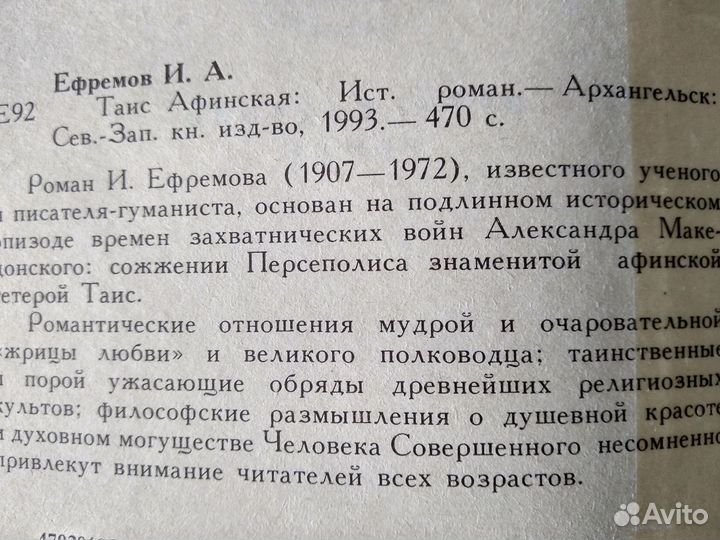 Ефремов И. А.
Е92 Таис Афинская: Ист. роман.— Архангельск:
Сев.-Зап. кн. изд-во, 1993.— 470 с.
Роман И. Ефремова (1907—1972), известного ученого
и писателя-гуманиста, основан на подлинном историческом
эпизоде времен захватнических войн Александра Маке-
донского: сожжении Персеполиса знаменитой афинской
гетерой Таис.
Романтические отношения мудрой и очаровательной
«жрицы любви» и великого полководца; таинственные
и порой ужасающие обряды древнейших религиозных
культов; философские размышления о душевной красоте
и духовном могуществе Человека Совершенного несомненно
привлекут внимание читателей всех возрастов.
Avito